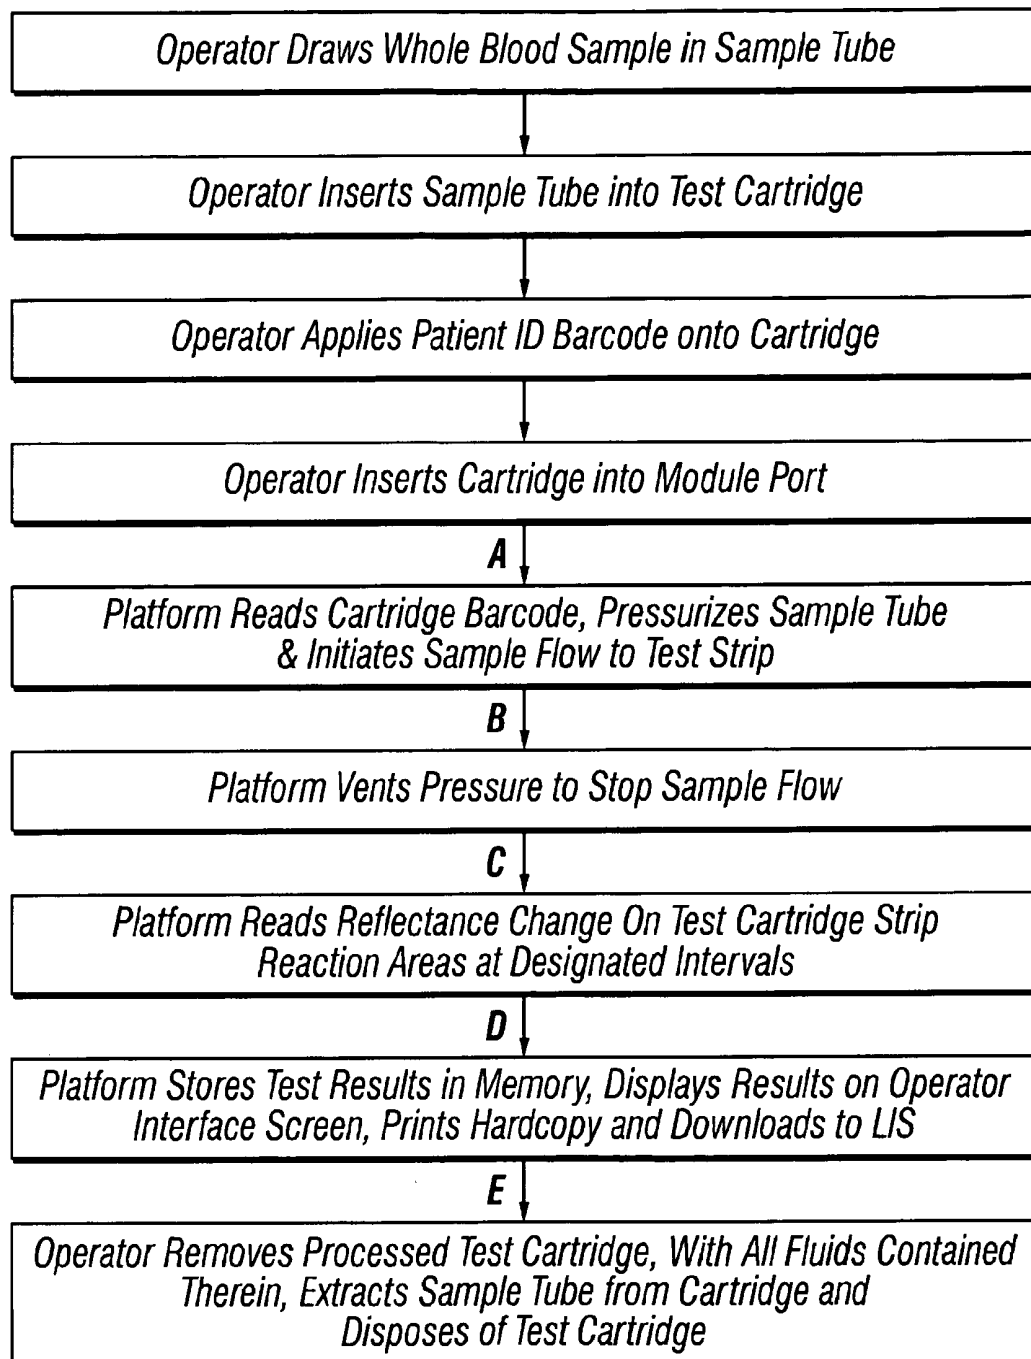 Operator Draws Whole Blood Sample in Sample Tube
Operator Inserts Sample Tube into Test Cartridge
Operator Applies Patient ID Barcode onto Cartridge
Operator Inserts Cartridge into Module Port
A
Platform Reads Cartridge Barcode, Pressurizes Sample Tube
& Initiates Sample Flow to Test Strip
B
Platform Vents Pressure to Stop Sample Flow
C
Platform Reads Reflectance Change On Test Cartridge Strip
Reaction Areas at Designated Intervals
D
Platform Stores Test Results in Memory, Displays Results on Operator
Interface Screen, Prints Hardcopy and Downloads to LIS
E
Operator Removes Processed Test Cartridge, With All Fluids Contained
Therein, Extracts Sample Tube from Cartridge and
Disposes of Test Cartridge